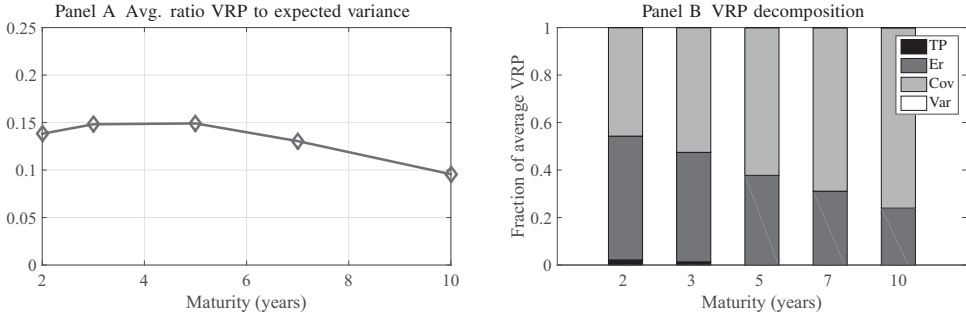 Panel A Avg. ratio VRP to expected variance
0.25
0.2
0.15
0.1
0.05
0
2
4
6
8
10
Maturity (years)
Panel B VRP decomposition
Fraction of average VRP
1
0.8
0.6
0.4
0.2
0
2
3
5
7
10
Maturity (years)
TP
Er
Cov
Var